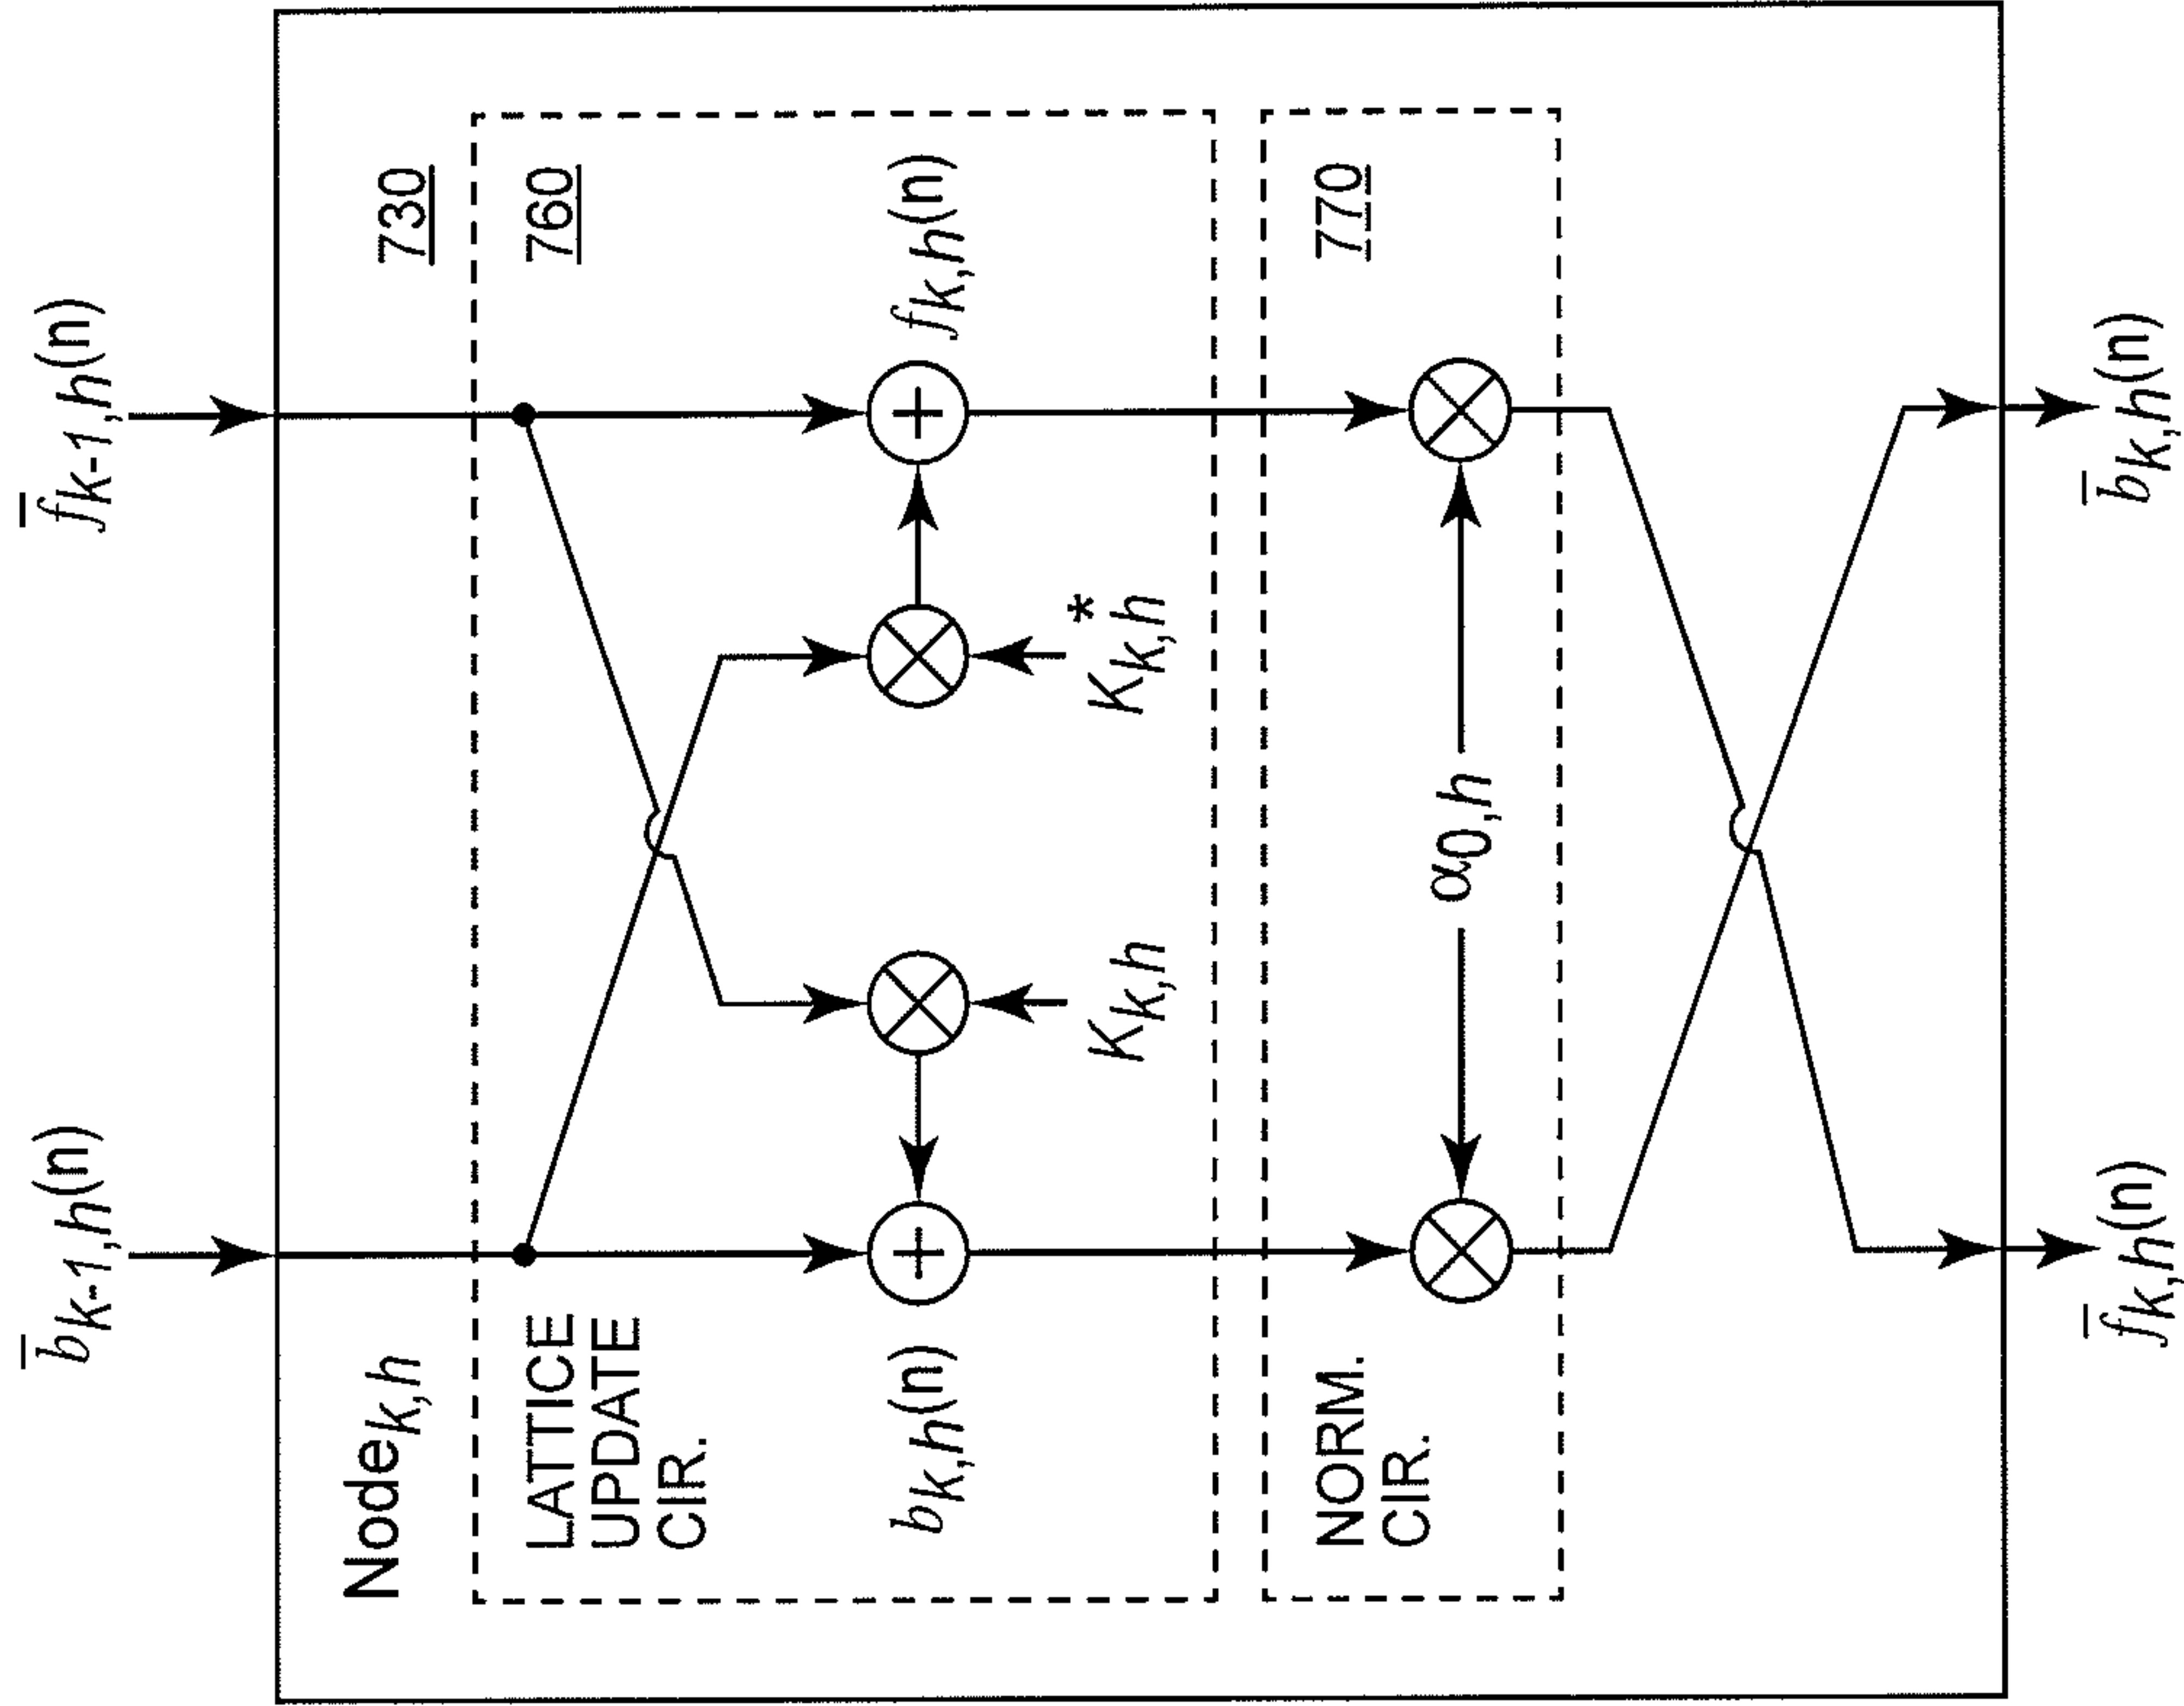 b̄k-1,h(n)
f̄k-1,h(n)
Nodek,h
730
LATTICE
UPDATE
CIR.
760
bk,h(n)
fk,h(n)
Kk,h
K*k,h
NORM.
CIR.
770
α0,h
f̄k,h(n)
b̄k,h(n)